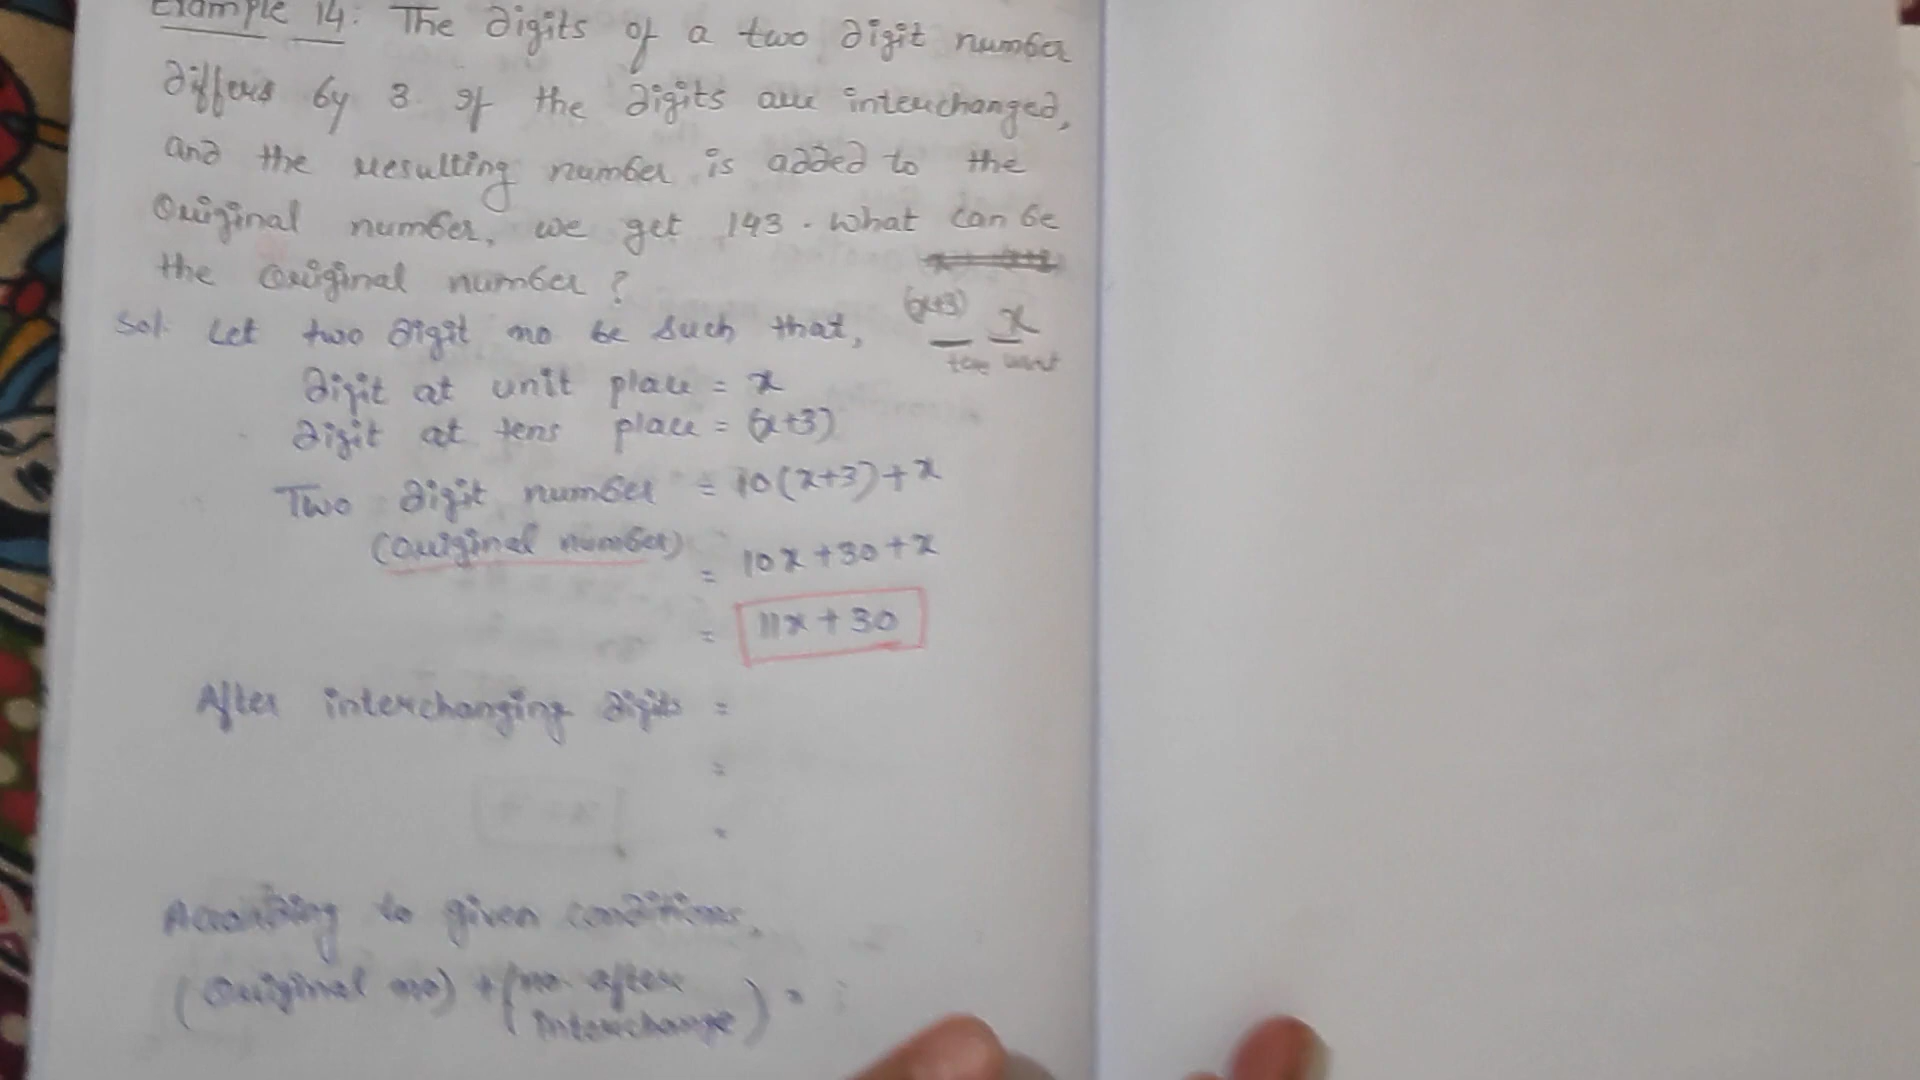 Example 14: The digits of a two digit number
differs by 3. If the digits are interchanged,
and the resulting number is added to the
Original number, we get 143. What can be
the original number?
(x+3) x
ten unit
Sol: Let two digit no be such that,
digit at unit place = x
digit at tens place = (x+3)
Two digit number = 10(x+3)+x
(original number)
= 10x+30+x
= 11x+30
After interchanging digits =
=
According to given conditions,
(Original no) + (no. after
interchange) =